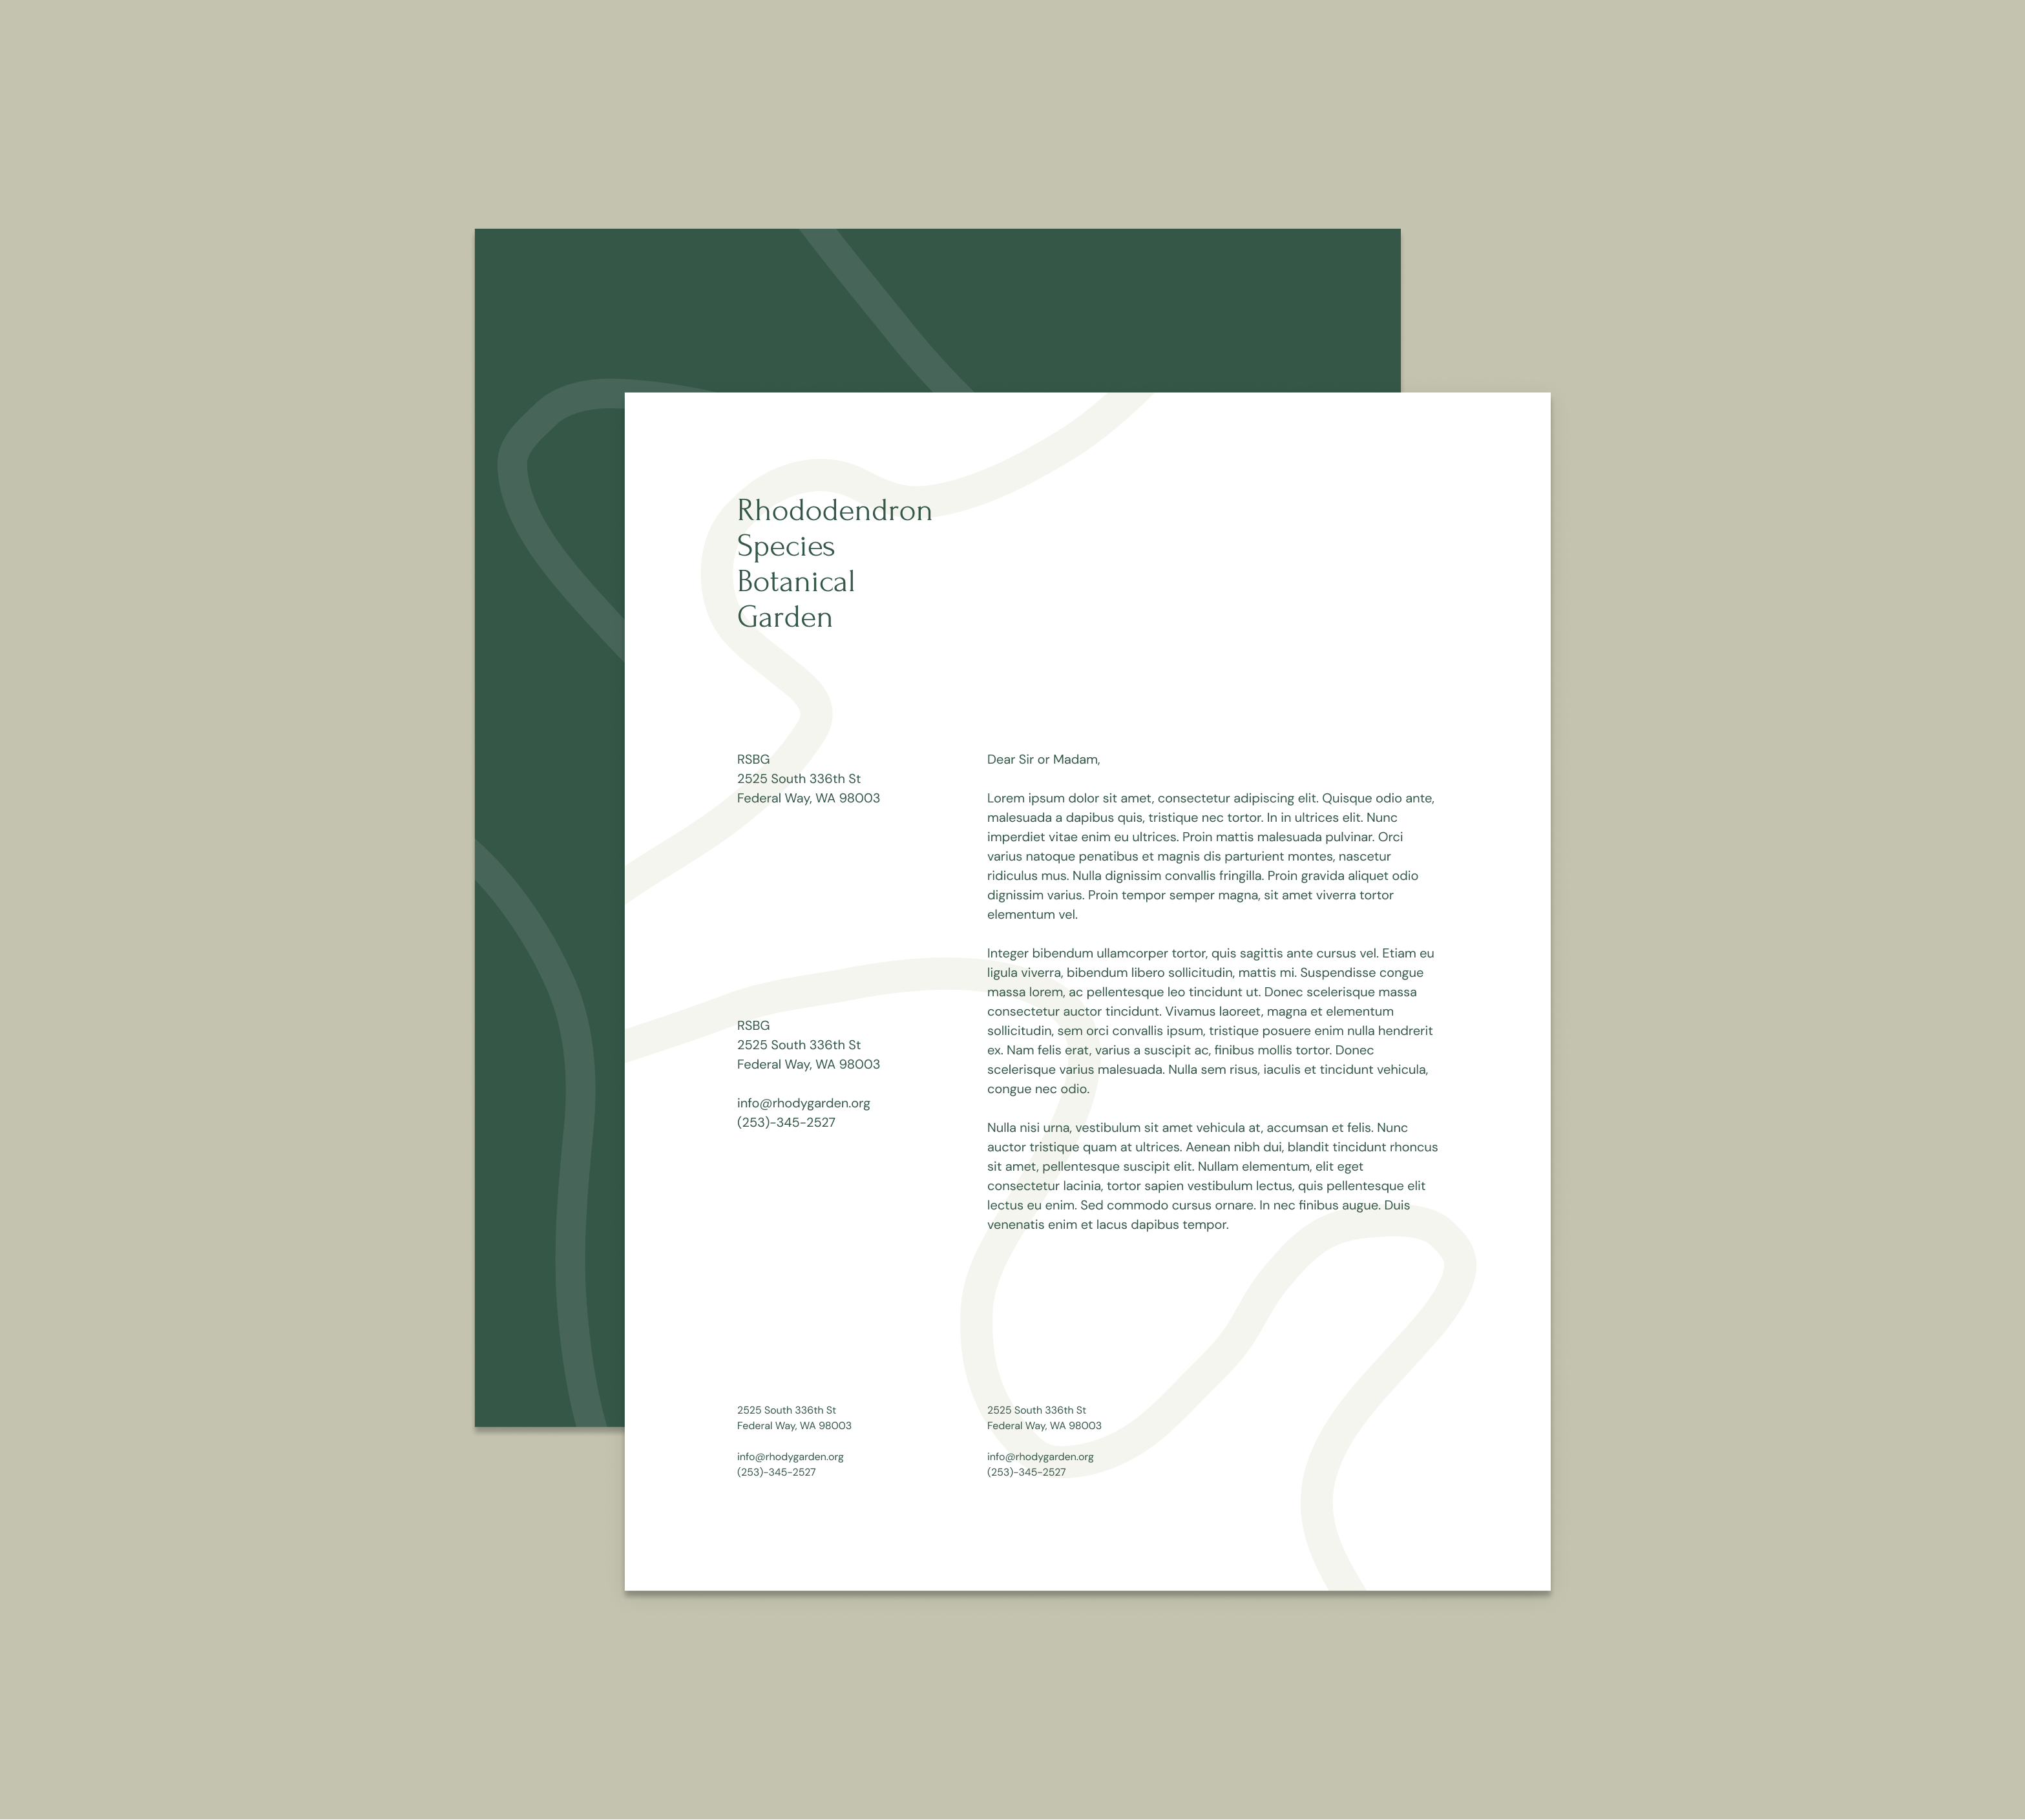 Rhododendron
Species
Botanical
Garden
RSBG
2525 South 336th St
Federal Way, WA 98003
RSBG
2525 South 336th St
Federal Way, WA 98003
info@rhodygarden.org
(253)-345-2527
Dear Sir or Madam,
Lorem ipsum dolor sit amet, consectetur adipiscing elit. Quisque odio ante,
malesuada a dapibus quis, tristique nec tortor. In in ultrices elit. Nunc
imperdiet vitae enim eu ultrices. Proin mattis malesuada pulvinar. Orci
varius natoque penatibus et magnis dis parturient montes, nascetur
ridiculus mus. Nulla dignissim convallis fringilla. Proin gravida aliquet odio
dignissim varius. Proin tempor semper magna, sit amet viverra tortor
elementum vel.
Integer bibendum ullamcorper tortor, quis sagittis ante cursus vel. Etiam eu
ligula viverra, bibendum libero sollicitudin, mattis mi. Suspendisse congue
massa lorem, ac pellentesque leo tincidunt ut. Donec scelerisque massa
consectetur auctor tincidunt. Vivamus laoreet, magna et elementum
sollicitudin, sem orci convallis ipsum, tristique posuere enim nulla hendrerit
ex. Nam felis erat, varius a suscipit ac, finibus mollis tortor. Donec
scelerisque varius malesuada. Nulla sem risus, iaculis et tincidunt vehicula,
congue nec odio.
Nulla nisi urna, vestibulum sit amet vehicula at, accumsan et felis. Nunc
auctor tristique quam at ultrices. Aenean nibh dui, blandit tincidunt rhoncus
sit amet, pellentesque suscipit elit. Nullam elementum, elit eget
consectetur lacinia, tortor sapien vestibulum lectus, quis pellentesque elit
lectus eu enim. Sed commodo cursus ornare. In nec finibus augue. Duis
venenatis enim et lacus dapibus tempor.
2525 South 336th St
Federal Way, WA 98003
info@rhodygarden.org
(253)-345-2527
2525 South 336th St
Federal Way, WA 98003
info@rhodygarden.org
(253)-345-2527